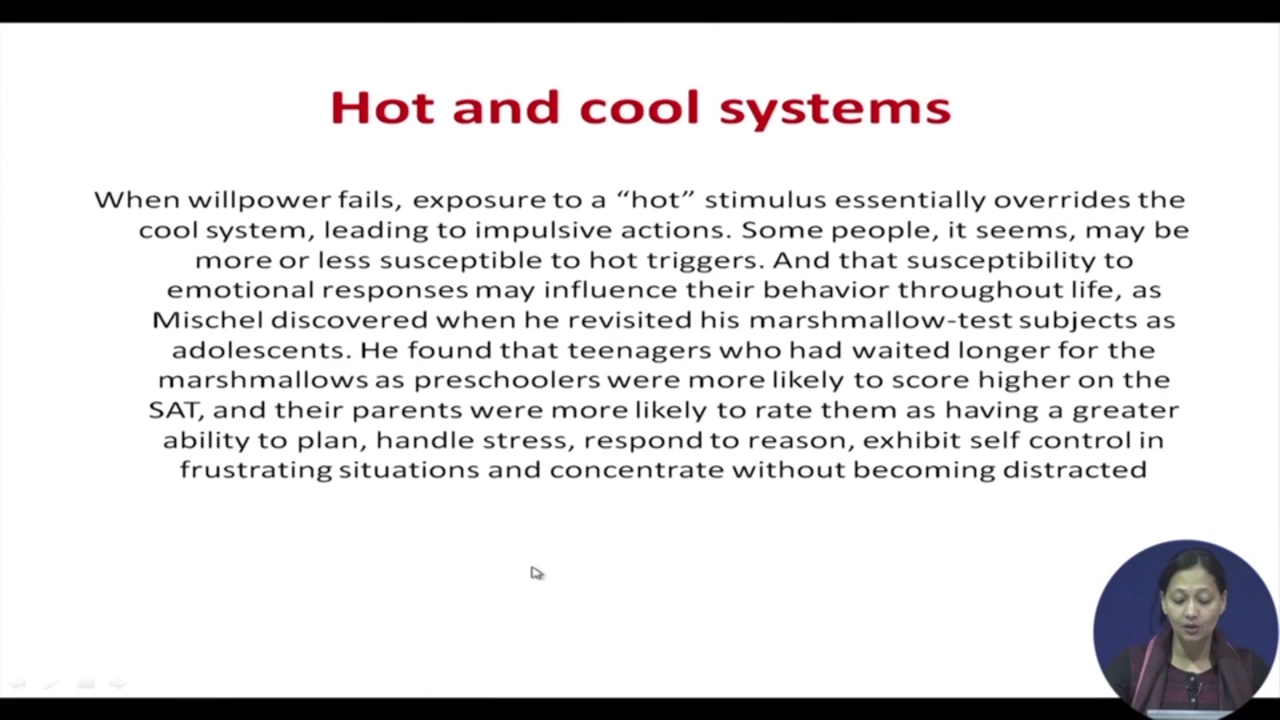 Hot and cool systems
When willpower fails, exposure to a “hot” stimulus essentially overrides the
cool system, leading to impulsive actions. Some people, it seems, may be
more or less susceptible to hot triggers. And that susceptibility to
emotional responses may influence their behavior throughout life, as
Mischel discovered when he revisited his marshmallow-test subjects as
adolescents. He found that teenagers who had waited longer for the
marshmallows as preschoolers were more likely to score higher on the
SAT, and their parents were more likely to rate them as having a greater
ability to plan, handle stress, respond to reason, exhibit self control in
frustrating situations and concentrate without becoming distracted